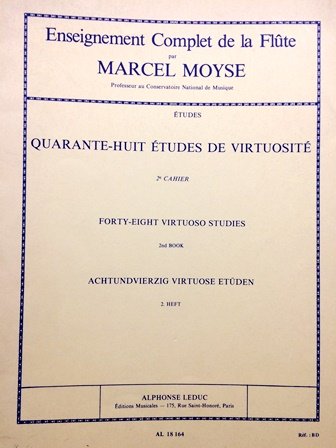 Enseignement Complet de la Flûte
par
MARCEL MOYSE
Professeur au Conservatoire National de Musique
ÉTUDES
QUARANTE-HUIT ÉTUDES DE VIRTUOSITÉ
2e CAHIER
FORTY-EIGHT VIRTUOSO STUDIES
2nd BOOK
ACHTUNDVIERZIG VIRTUOSE ETÜDEN
2. HEFT
ALPHONSE LEDUC
Éditions Musicales — 175, Rue Saint-Honoré, Paris
AL 18 164
Réf. : BD